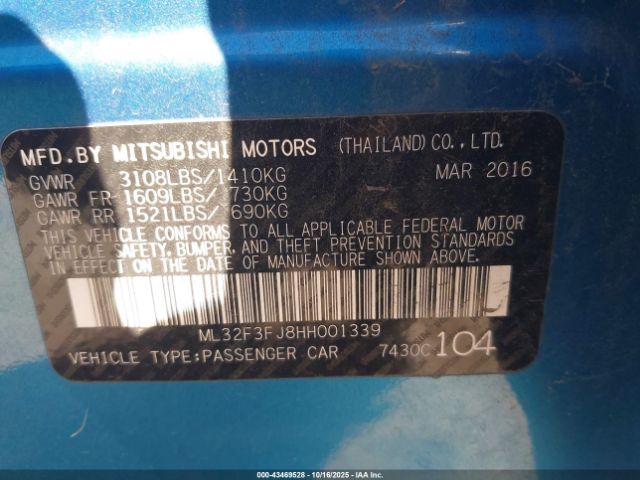 MFD.BY MITSUBISHI MOTORS (THAILAND) CO., LTD.
GVWR 3108LBS/1410KG MAR 2016
GAWR FR 1609LBS/ 730KG
GAWR RR 1521LBS/ 690KG
THIS VEHICLE CONFORMS TO ALL APPLICABLE FEDERAL MOTOR
VEHICLE SAFETY, BUMPER, AND THEFT PREVENTION STANDARDS
IN EFFECT ON THE DATE OF MANUFACTURE SHOWN ABOVE.
ML32F3FJ8HH001339
VEHICLE TYPE:PASSENGER CAR 7430C 104
000-43469528 - 10/16/2025 - IAA, Inc.